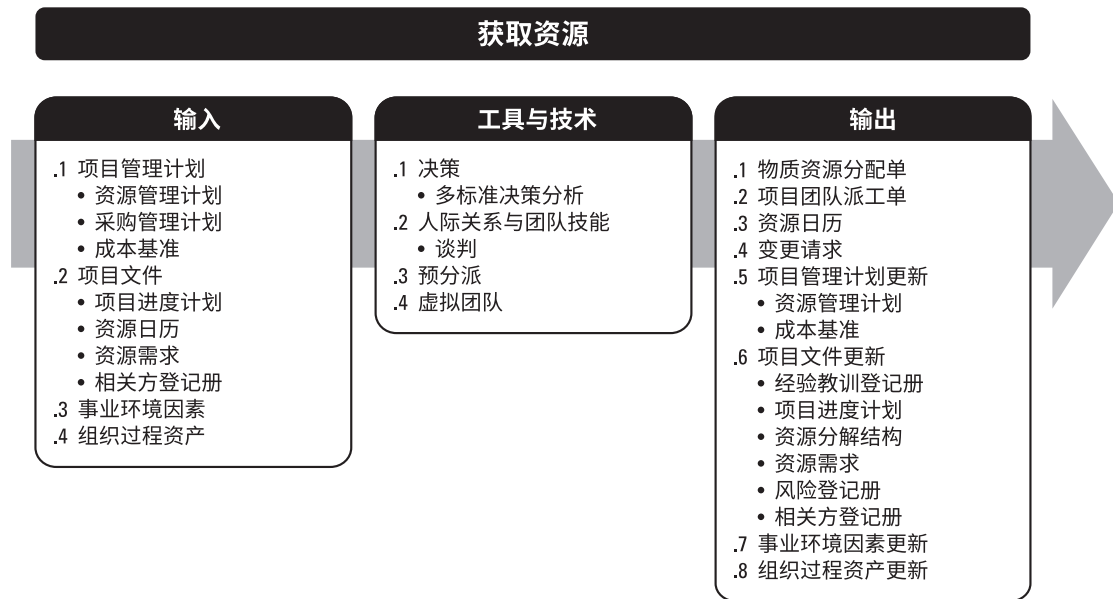 获取资源
输入
.1 项目管理计划
• 资源管理计划
• 采购管理计划
• 成本基准
.2 项目文件
• 项目进度计划
• 资源日历
• 资源需求
• 相关方登记册
.3 事业环境因素
.4 组织过程资产
工具与技术
.1 决策
• 多标准决策分析
.2 人际关系与团队技能
• 谈判
.3 预分派
.4 虚拟团队
输出
.1 物质资源分配单
.2 项目团队派工单
.3 资源日历
.4 变更请求
.5 项目管理计划更新
• 资源管理计划
• 成本基准
.6 项目文件更新
• 经验教训登记册
• 项目进度计划
• 资源分解结构
• 资源需求
• 风险登记册
• 相关方登记册
.7 事业环境因素更新
.8 组织过程资产更新